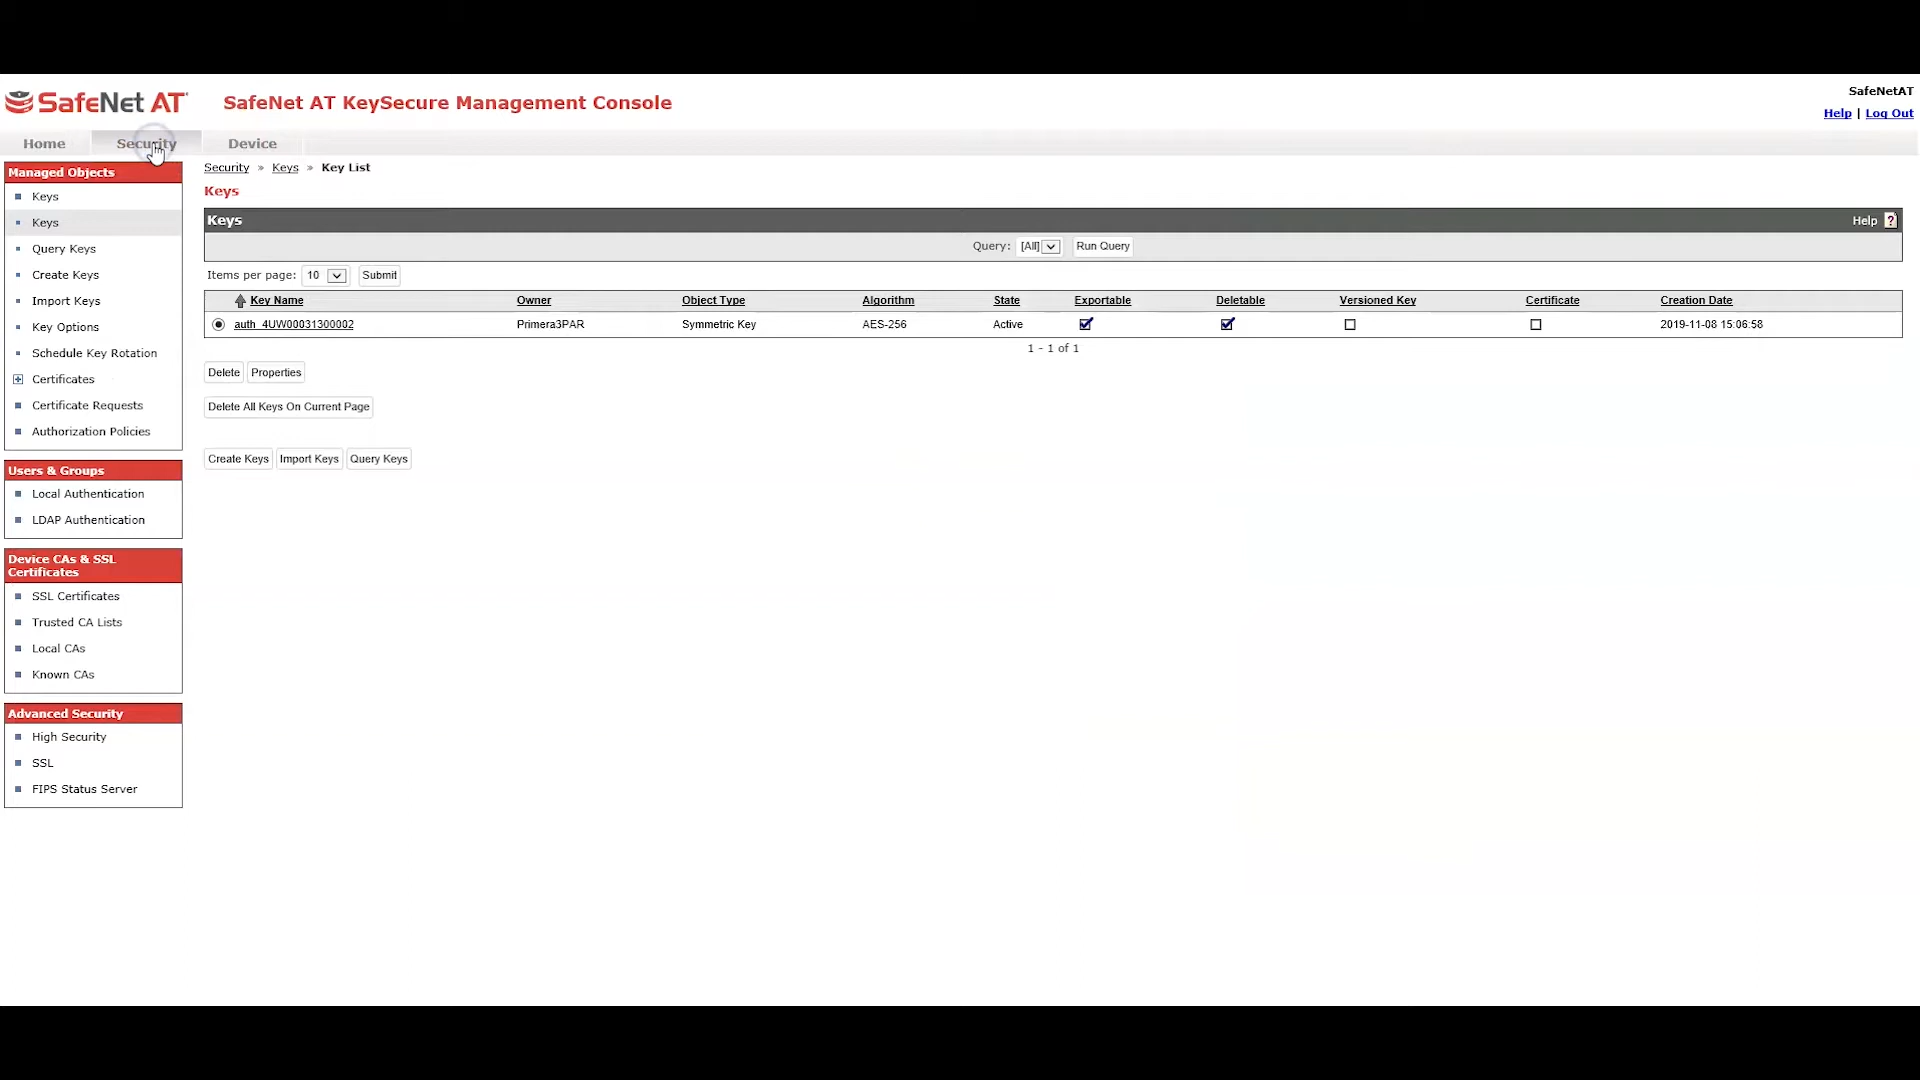 SafeNet AT
SafeNet AT KeySecure Management Console
SafeNetAT
Help | Log Out
Home Security Device
Managed Objects
Keys
Keys
Query Keys
Create Keys
Import Keys
Key Options
Schedule Key Rotation
Certificates
Certificate Requests
Authorization Policies
Users & Groups
Local Authentication
LDAP Authentication
Device CAs & SSL
Certificates
SSL Certificates
Trusted CA Lists
Local CAs
Known CAs
Advanced Security
High Security
SSL
FIPS Status Server
Security » Keys » Key List
Keys
Keys Help ?
Query: [All] Run Query
Items per page: 10 Submit
Key Name Owner Object Type Algorithm State Exportable Deletable Versioned Key Certificate Creation Date
auth_4UW00031300002 Primera3PAR Symmetric Key AES-256 Active 2019-11-08 15:06:58
1 - 1 of 1
Delete Properties
Delete All Keys On Current Page
Create Keys Import Keys Query Keys